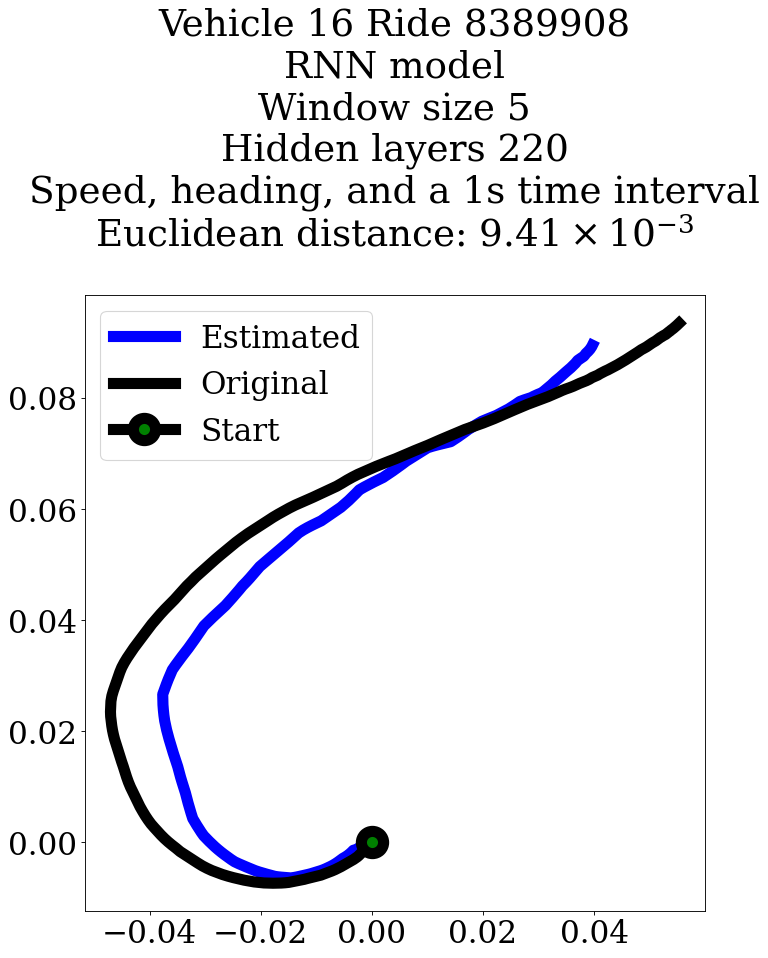 Vehicle 16 Ride 8389908
RNN model
Window size 5
Hidden layers 220
Speed, heading, and a 1s time interval
Euclidean distance: 9.41 × 10⁻³
Estimated
Original
Start
0.08
0.06
0.04
0.02
0.00
−0.04 −0.02 0.00 0.02 0.04